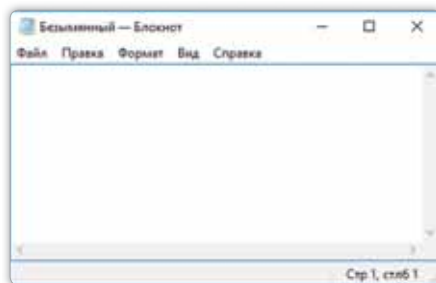 Безымянный — Блокнот
Файл Правка Формат Вид Справка
Стр 1, стлб 1